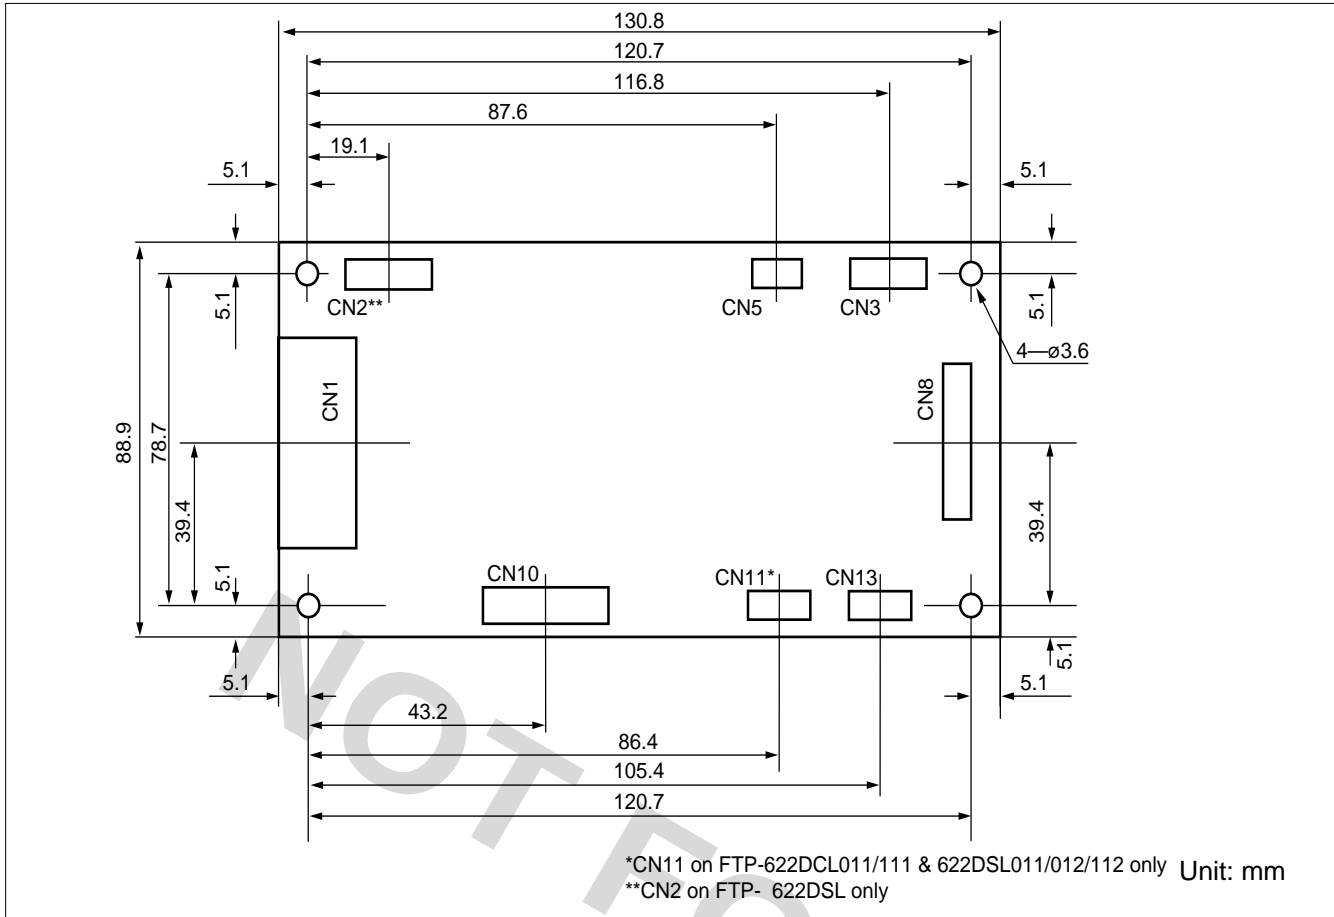 130.8
120.7
116.8
87.6
19.1
5.1
5.1
5.1
5.1
CN2**
CN5
CN3
4—ø3.6
CN1
CN8
88.9
78.7
39.4
39.4
5.1
CN10
CN11*
CN13
5.1
5.1
5.1
43.2
86.4
105.4
120.7
*CN11 on FTP-622DCL011/111 & 622DSL011/012/112 only
Unit: mm
**CN2 on FTP- 622DSL only
NOT FO